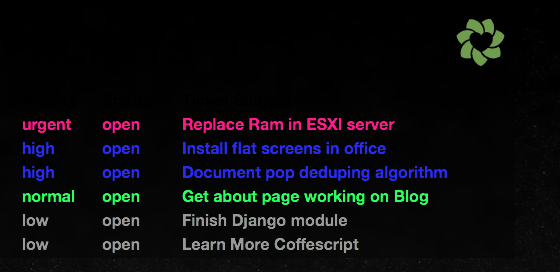 urgent open Replace Ram in ESXI server
high open Install flat screens in office
high open Document pop deduping algorithm
normal open Get about page working on Blog
low open Finish Django module
low open Learn More Coffescript